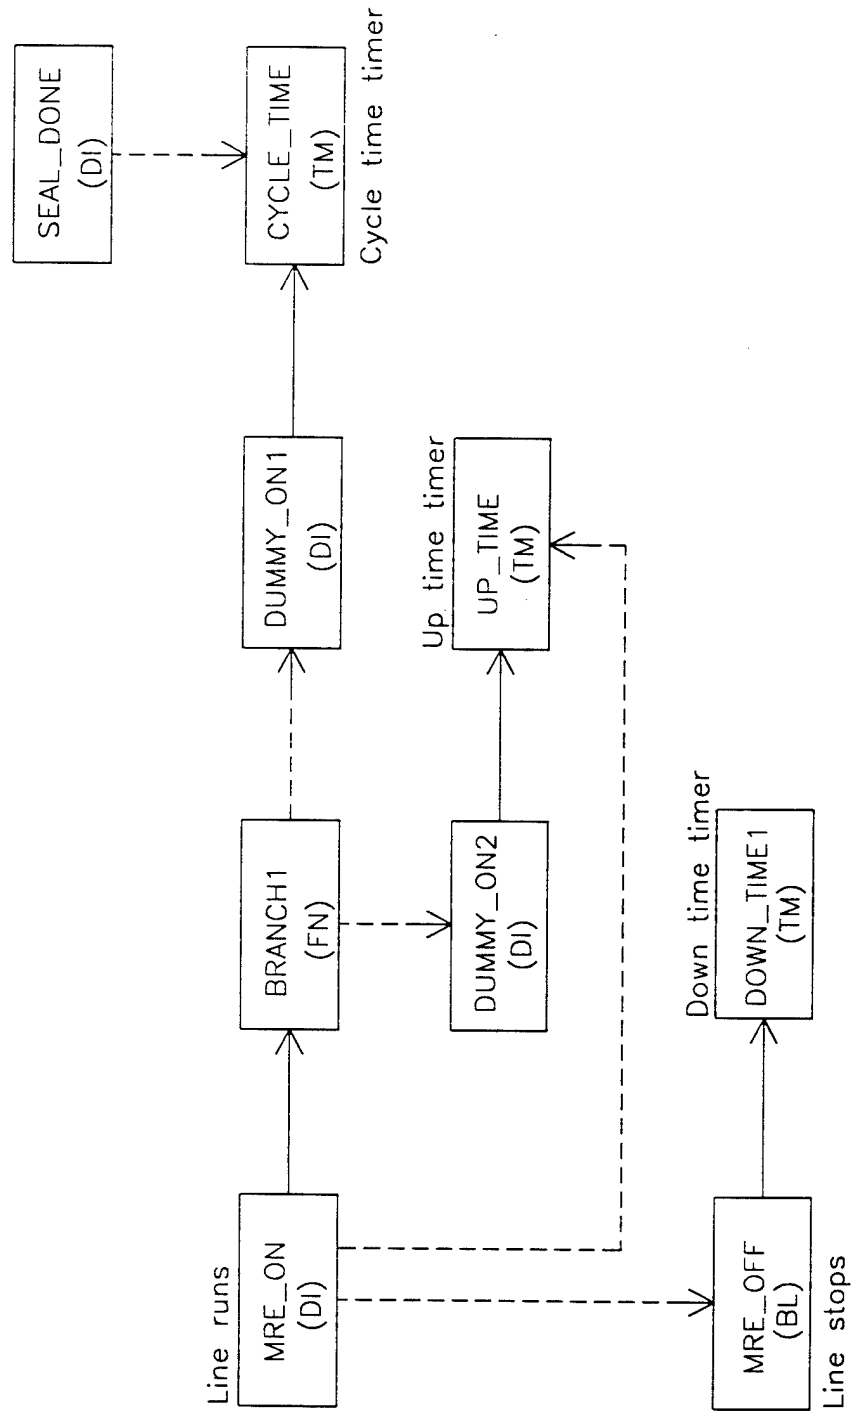 SEAL_DONE
(DI)
Line runs
MRE_ON
(DI)
BRANCH1
(FN)
DUMMY_ON1
(DI)
CYCLE_TIME
(TM)
Cycle time timer
DUMMY_ON2
(DI)
Up time timer
UP_TIME
(TM)
MRE_OFF
(BL)
Line stops
Down time timer
DOWN_TIME1
(TM)